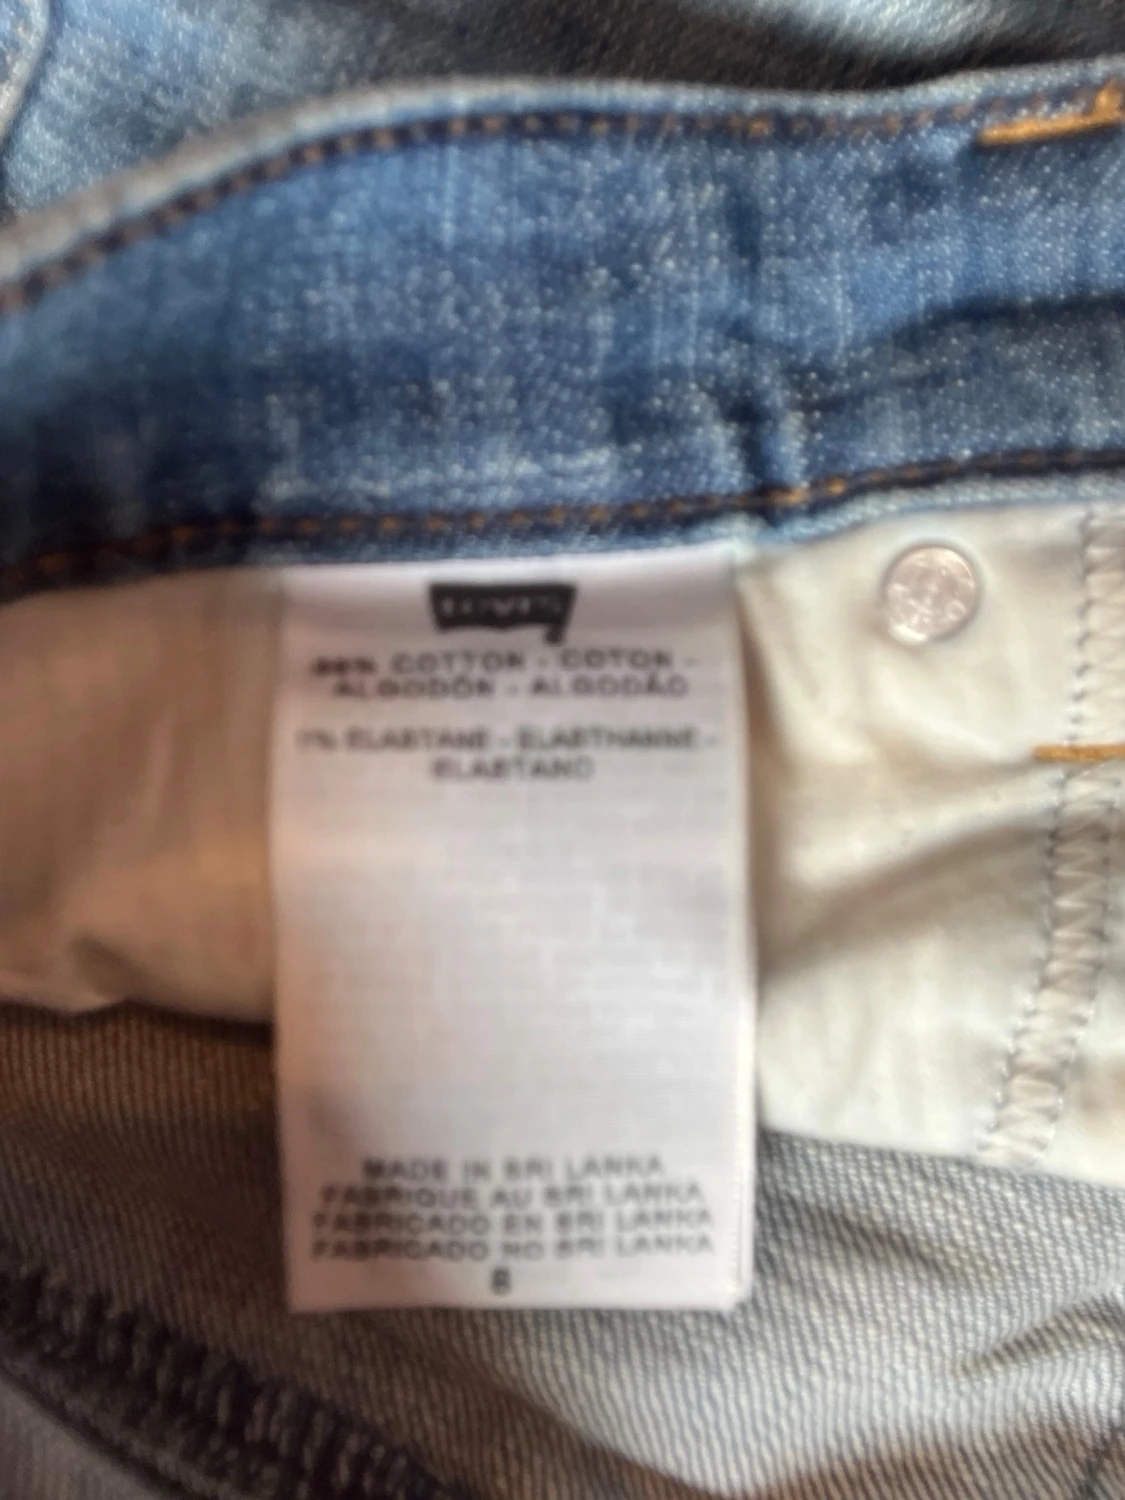 LEVI'S
COTTON - COTON -
ALGODÓN - ALGODÃO
1% ELASTANE - ELASTHANNE -
ELASTANO
MADE IN SRI LANKA
FABRIQUE AU SRI LANKA
FABRICADO EN SRI LANKA
FABRICADO NO SRI LANKA